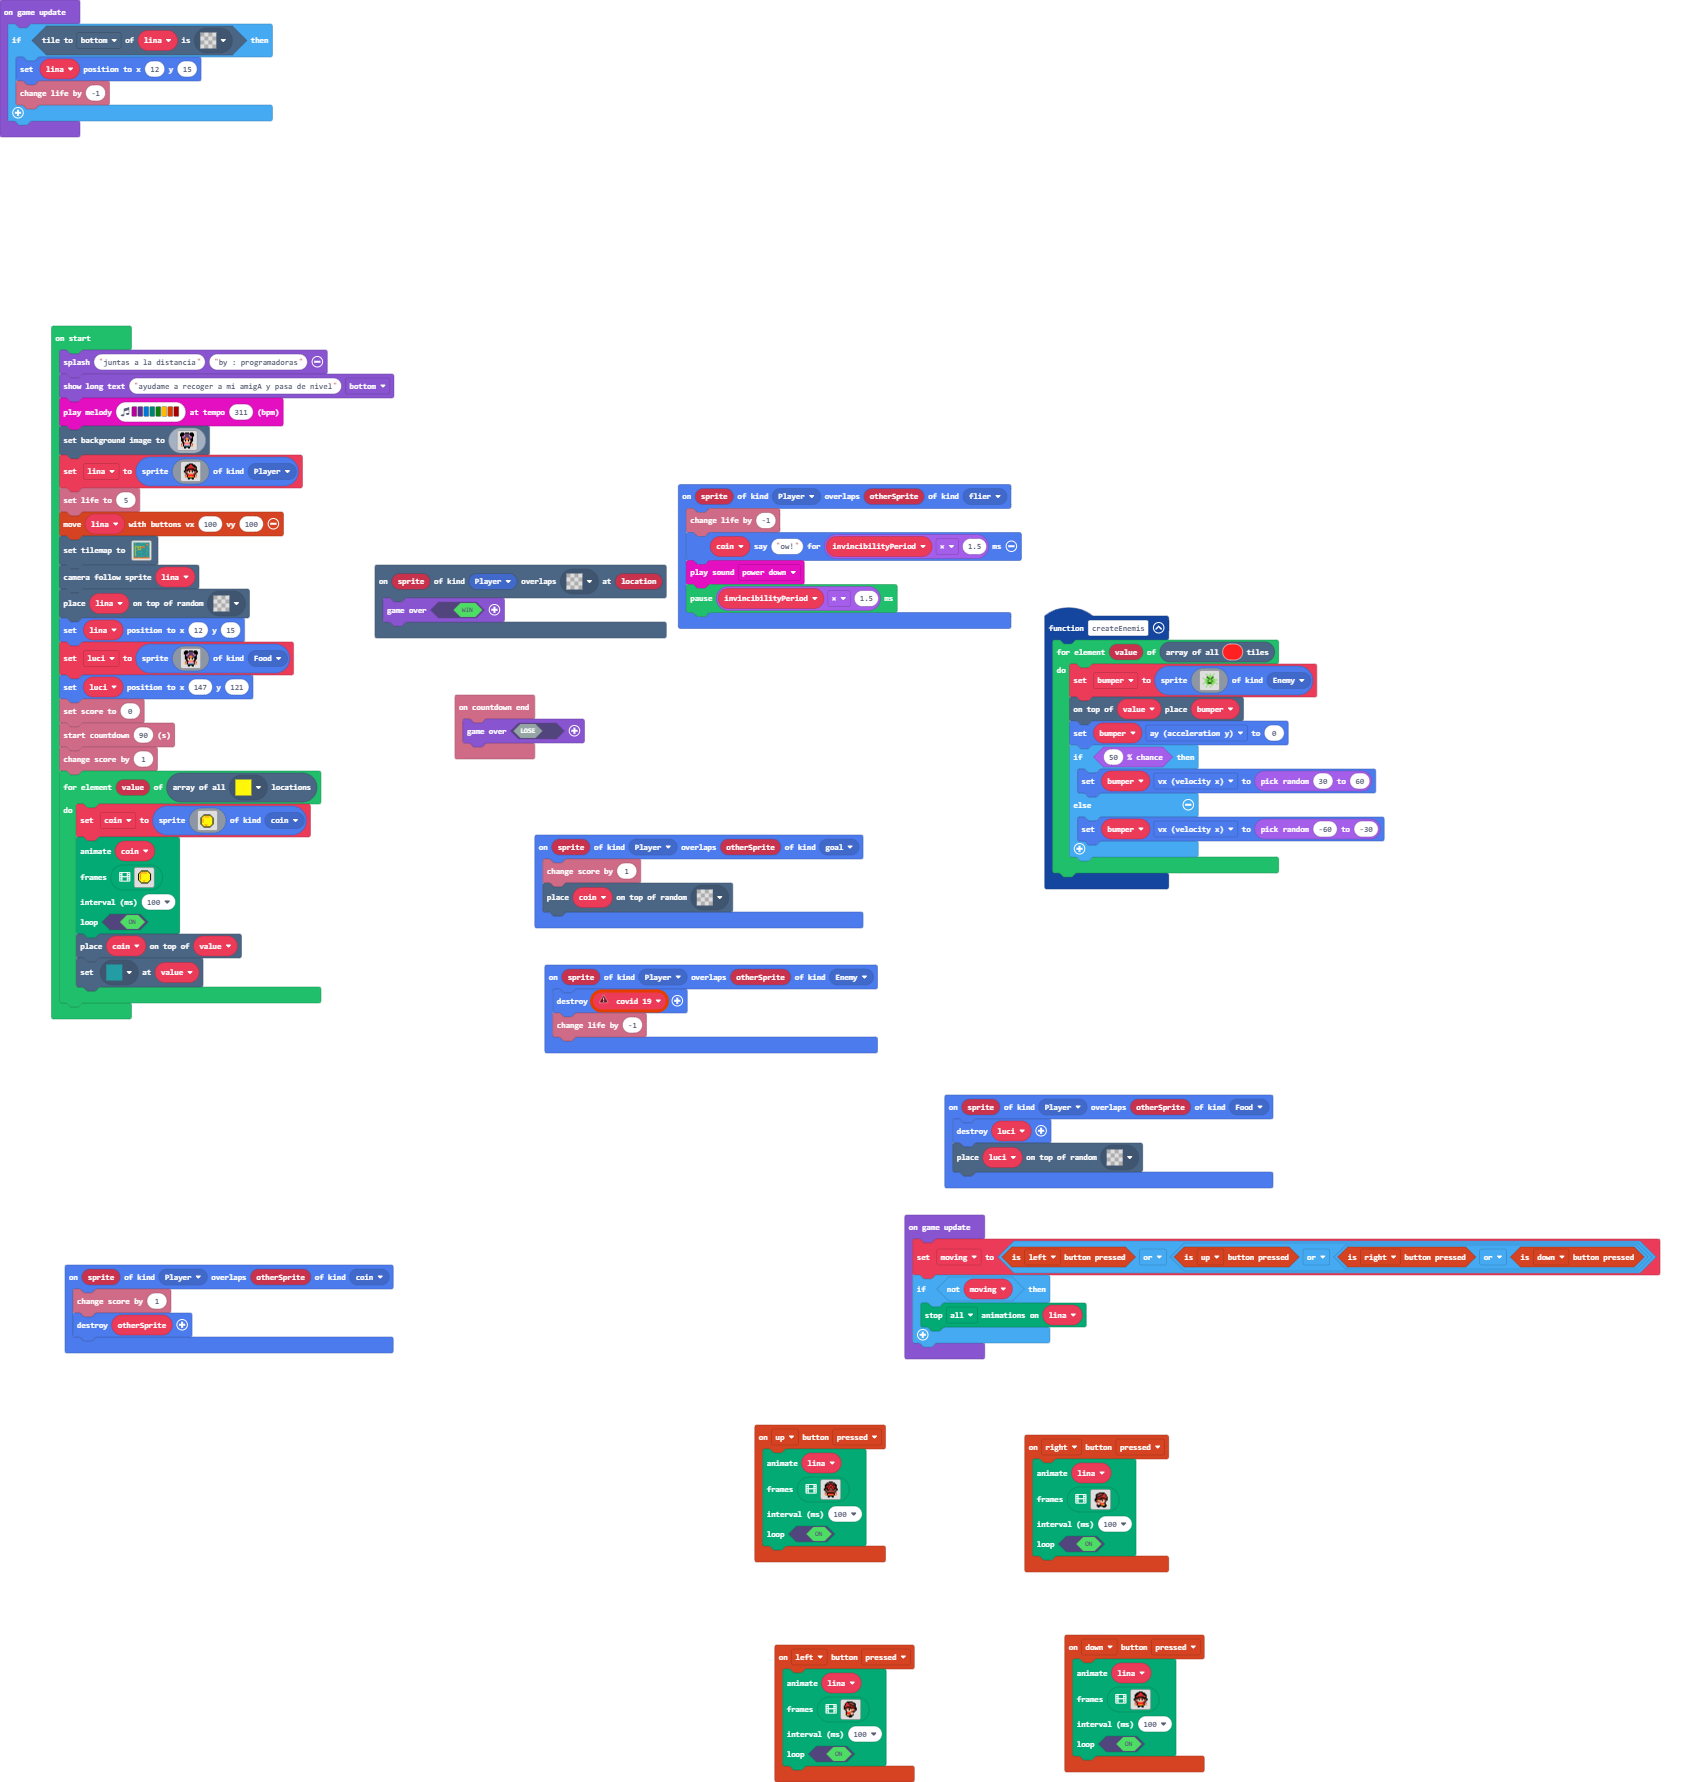 on game update
if tile to bottom of lina is then
set lina position to x 12 y 15
change life by -1
on start
splash "juntas a la distancia" "by : programadoras"
show long text "ayudame a recoger a mi amigA y pasa de nivel" bottom
play melody at tempo 311 (bpm)
set background image to
set lina to sprite of kind Player
set life to 5
move lina with buttons vx 100 vy 100
set tilemap to
camera follow sprite lina
place lina on top of random
set lina position to x 12 y 15
set luci to sprite of kind Food
set luci position to x 147 y 121
set score to 0
start countdown 90 (s)
change score by 1
for element value of array of all locations
do
set coin to sprite of kind coin
animate coin
frames
interval (ms) 100
loop ON
place coin on top of value
set at value
on sprite of kind Player overlaps at location
game over WIN
on sprite of kind Player overlaps otherSprite of kind flier
change life by -1
coin say "ow!" for invincibilityPeriod × 1.5 ms
play sound power down
pause invincibilityPeriod × 1.5 ms
function createEnemis
for element value of array of all tiles
do
set bumper to sprite of kind Enemy
on top of value place bumper
set bumper ay (acceleration y) to 0
if 50 % chance then
set bumper vx (velocity x) to pick random 30 to 60
else
set bumper vx (velocity x) to pick random -60 to -30
on countdown end
game over LOSE
on sprite of kind Player overlaps otherSprite of kind goal
change score by 1
place coin on top of random
on sprite of kind Player overlaps otherSprite of kind Enemy
destroy covid 19
change life by -1
on sprite of kind Player overlaps otherSprite of kind Food
destroy luci
place luci on top of random
on game update
set moving to is left button pressed or is up button pressed or is right button pressed or is down button pressed
if not moving then
stop all animations on lina
on sprite of kind Player overlaps otherSprite of kind coin
change score by 1
destroy otherSprite
on up button pressed
animate lina
frames
interval (ms) 100
loop ON
on right button pressed
animate lina
frames
interval (ms) 100
loop ON
on left button pressed
animate lina
frames
interval (ms) 100
loop ON
on down button pressed
animate lina
frames
interval (ms) 100
loop ON